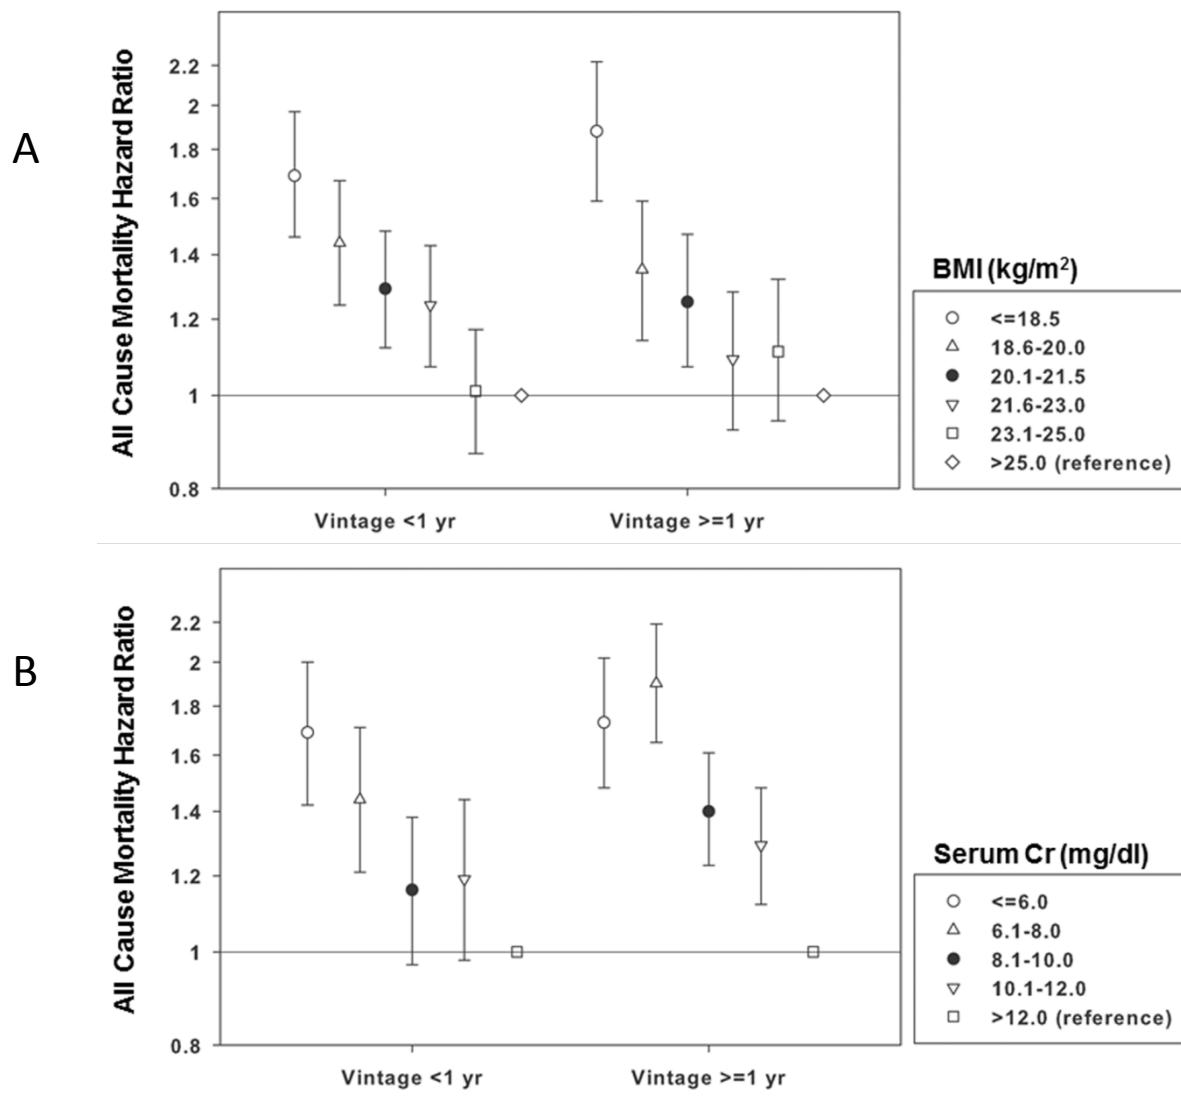 A
All Cause Mortality Hazard Ratio
2.2
2
1.8
1.6
1.4
1.2
1
0.8
Vintage <1 yr
Vintage >=1 yr
BMI (kg/m²)
<=18.5
18.6-20.0
20.1-21.5
21.6-23.0
23.1-25.0
>25.0 (reference)
B
All Cause Mortality Hazard Ratio
2.2
2
1.8
1.6
1.4
1.2
1
0.8
Vintage <1 yr
Vintage >=1 yr
Serum Cr (mg/dl)
<=6.0
6.1-8.0
8.1-10.0
10.1-12.0
>12.0 (reference)